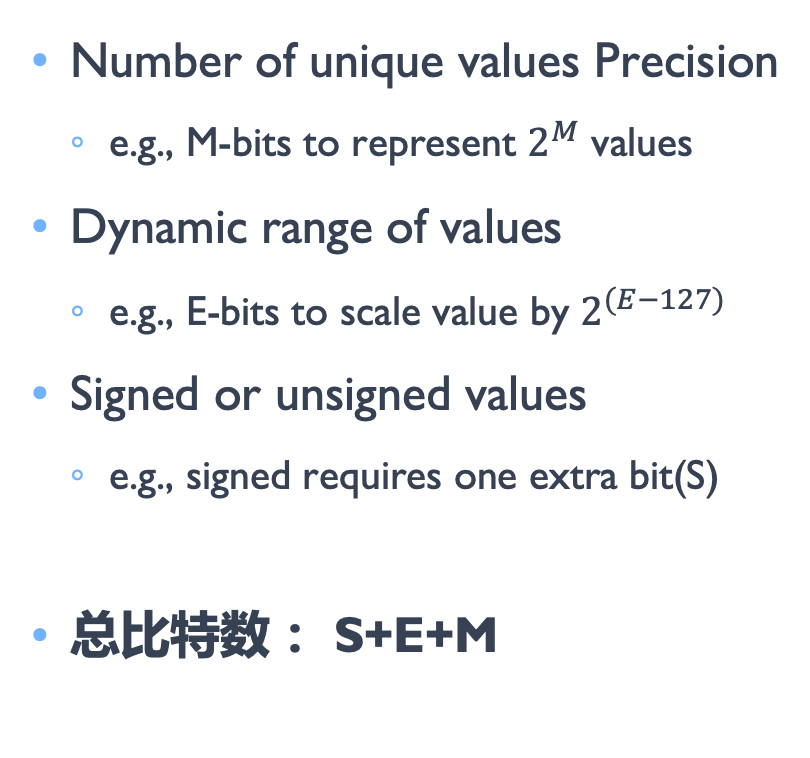 • Number of unique values Precision
◦ e.g., M-bits to represent 2^M values
• Dynamic range of values
◦ e.g., E-bits to scale value by 2^(E−127)
• Signed or unsigned values
◦ e.g., signed requires one extra bit(S)
• 总比特数： S+E+M